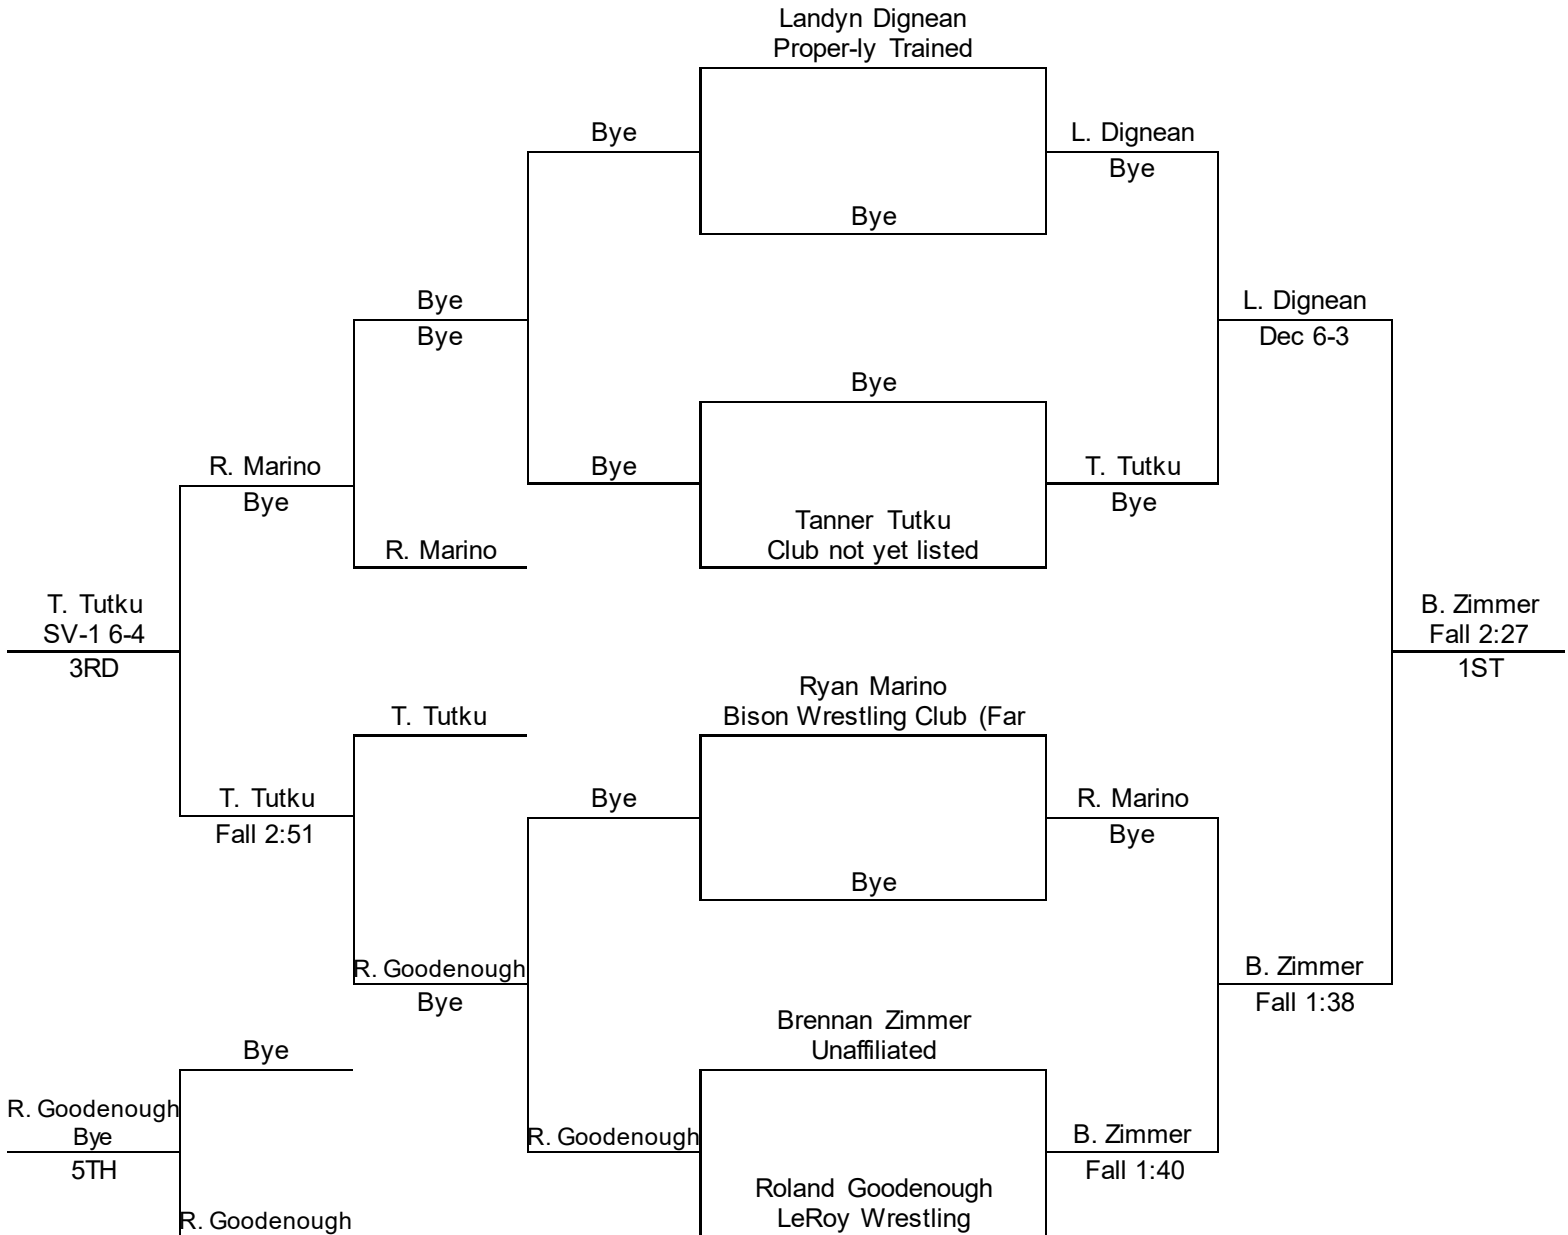 Landyn Dignean
Proper-ly Trained
Bye
L. Dignean
Bye
Bye
Bye
L. Dignean
Bye
Dec 6-3
Bye
R. Marino
Bye
T. Tutku
Bye
Bye
Tanner Tutku
R. Marino
Club not yet listed
T. Tutku
B. Zimmer
SV-1 6-4
Fall 2:27
3RD
1ST
Ryan Marino
T. Tutku
Bison Wrestling Club (Far
T. Tutku
Bye
R. Marino
Fall 2:51
Bye
Bye
R. Goodenough
B. Zimmer
Bye
Fall 1:38
Brennan Zimmer
Bye
Unaffiliated
R. Goodenough
Bye
R. Goodenough
B. Zimmer
5TH
Fall 1:40
Roland Goodenough
R. Goodenough
LeRoy Wrestling